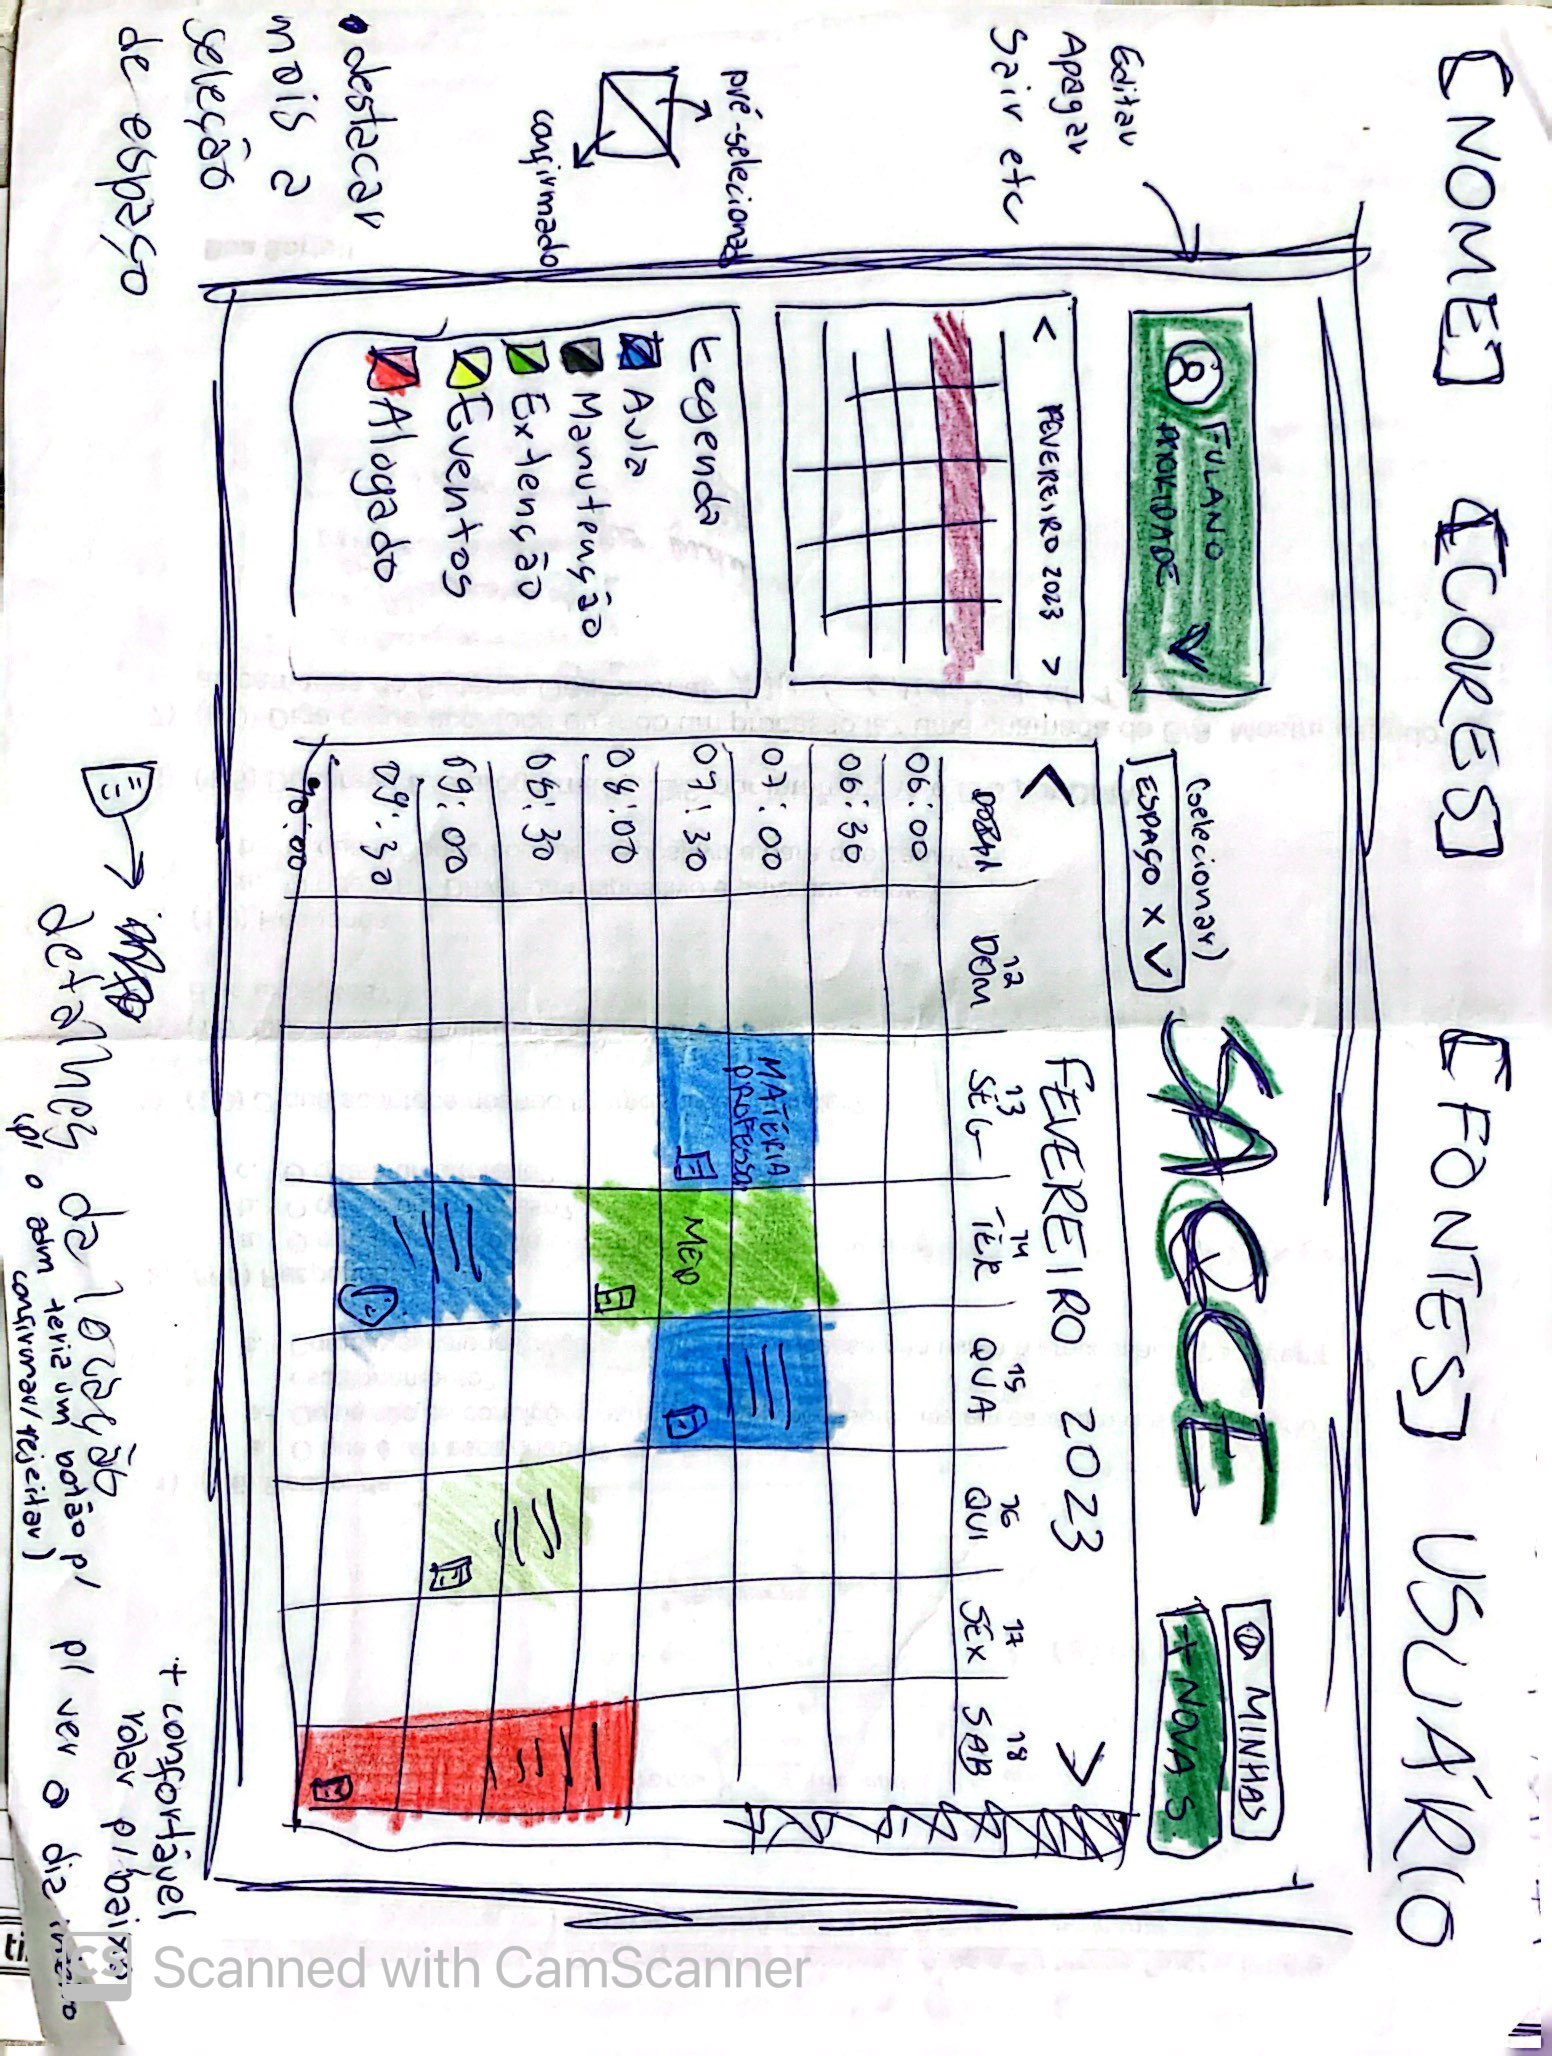 [NOME] [CORES] [FONTES] USUÁRIO
FULANO
PRIORIDADE
(selecionar)
ESPAÇO X
SAQCE
MINHAS
+ NOVA S.
Editar
Apagar
Sair etc
< FEVEREIRO 2023 >
< FEVEREIRO 2023 >
12 13 14 15 16 17 18
DOM SEG TER QUA QUI SEX SAB
06:00
06:30
07:00
07:30
08:00
08:30
09:00
09:30
10:00
MATÉRIA
PROFESSOR
MED
pré-selecionado
confirmado
Legenda
Aula
Manutenção
Extenção
Eventos
Alogado
• destacar
mais a
seleção
de espaço
detalhes da locação
(p/ o adm teria um botão p/
confirmar/rejeitar)
+ confortável
rolar p/ baixo
p/ ver o dia inteiro
CS Scanned with CamScanner